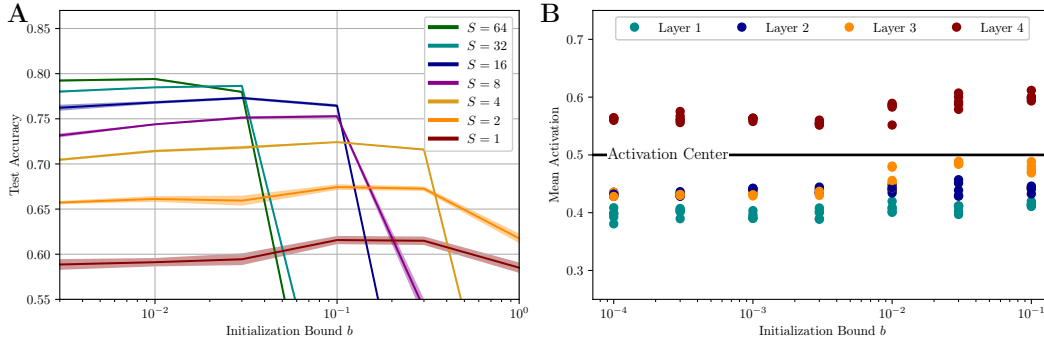 A
0.85
0.80
0.75
0.70
0.65
0.60
0.55
Test Accuracy
S = 64
S = 32
S = 16
S = 8
S = 4
S = 2
S = 1
10⁻²
10⁻¹
10⁰
Initialization Bound b
B
0.7
0.6
0.5
0.4
0.3
Mean Activation
Layer 1
Layer 2
Layer 3
Layer 4
Activation Center
10⁻⁴
10⁻³
10⁻²
10⁻¹
Initialization Bound b